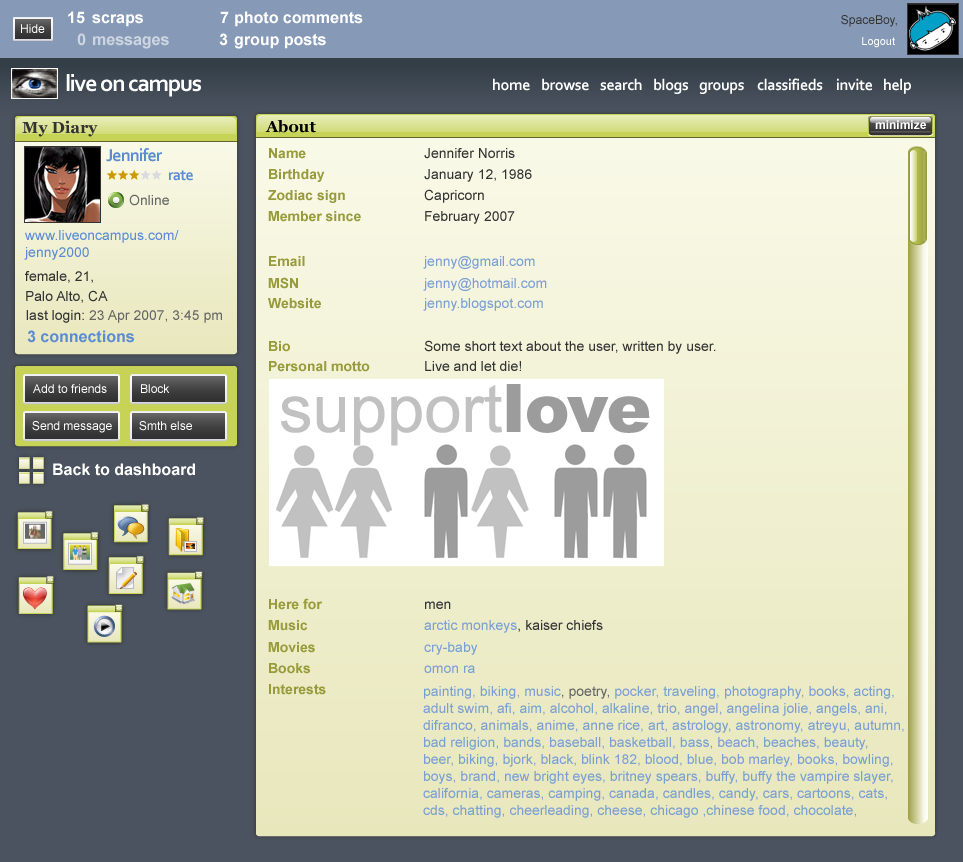 Hide
15 scraps
0 messages
7 photo comments
3 group posts
SpaceBoy,
Logout
live on campus
home browse search blogs groups classifieds invite help
My Diary
Jennifer
rate
Online
www.liveoncampus.com/
jenny2000
female, 21,
Palo Alto, CA
last login: 23 Apr 2007, 3:45 pm
3 connections
Add to friends Block
Send message Smth else
Back to dashboard
About minimize
Name Jennifer Norris
Birthday January 12, 1986
Zodiac sign Capricorn
Member since February 2007
Email jenny@gmail.com
MSN jenny@hotmail.com
Website jenny.blogspot.com
Bio Some short text about the user, written by user.
Personal motto Live and let die!
supportlove
Here for men
Music arctic monkeys, kaiser chiefs
Movies cry-baby
Books omon ra
Interests painting, biking, music, poetry, pocker, traveling, photography, books, acting,
adult swim, afi, aim, alcohol, alkaline, trio, angel, angelina jolie, angels, ani,
difranco, animals, anime, anne rice, art, astrology, astronomy, atreyu, autumn,
bad religion, bands, baseball, basketball, bass, beach, beaches, beauty,
beer, biking, bjork, black, blink 182, blood, blue, bob marley, books, bowling,
boys, brand, new bright eyes, britney spears, buffy, buffy the vampire slayer,
california, cameras, camping, canada, candles, candy, cars, cartoons, cats,
cds, chatting, cheerleading, cheese, chicago ,chinese food, chocolate,